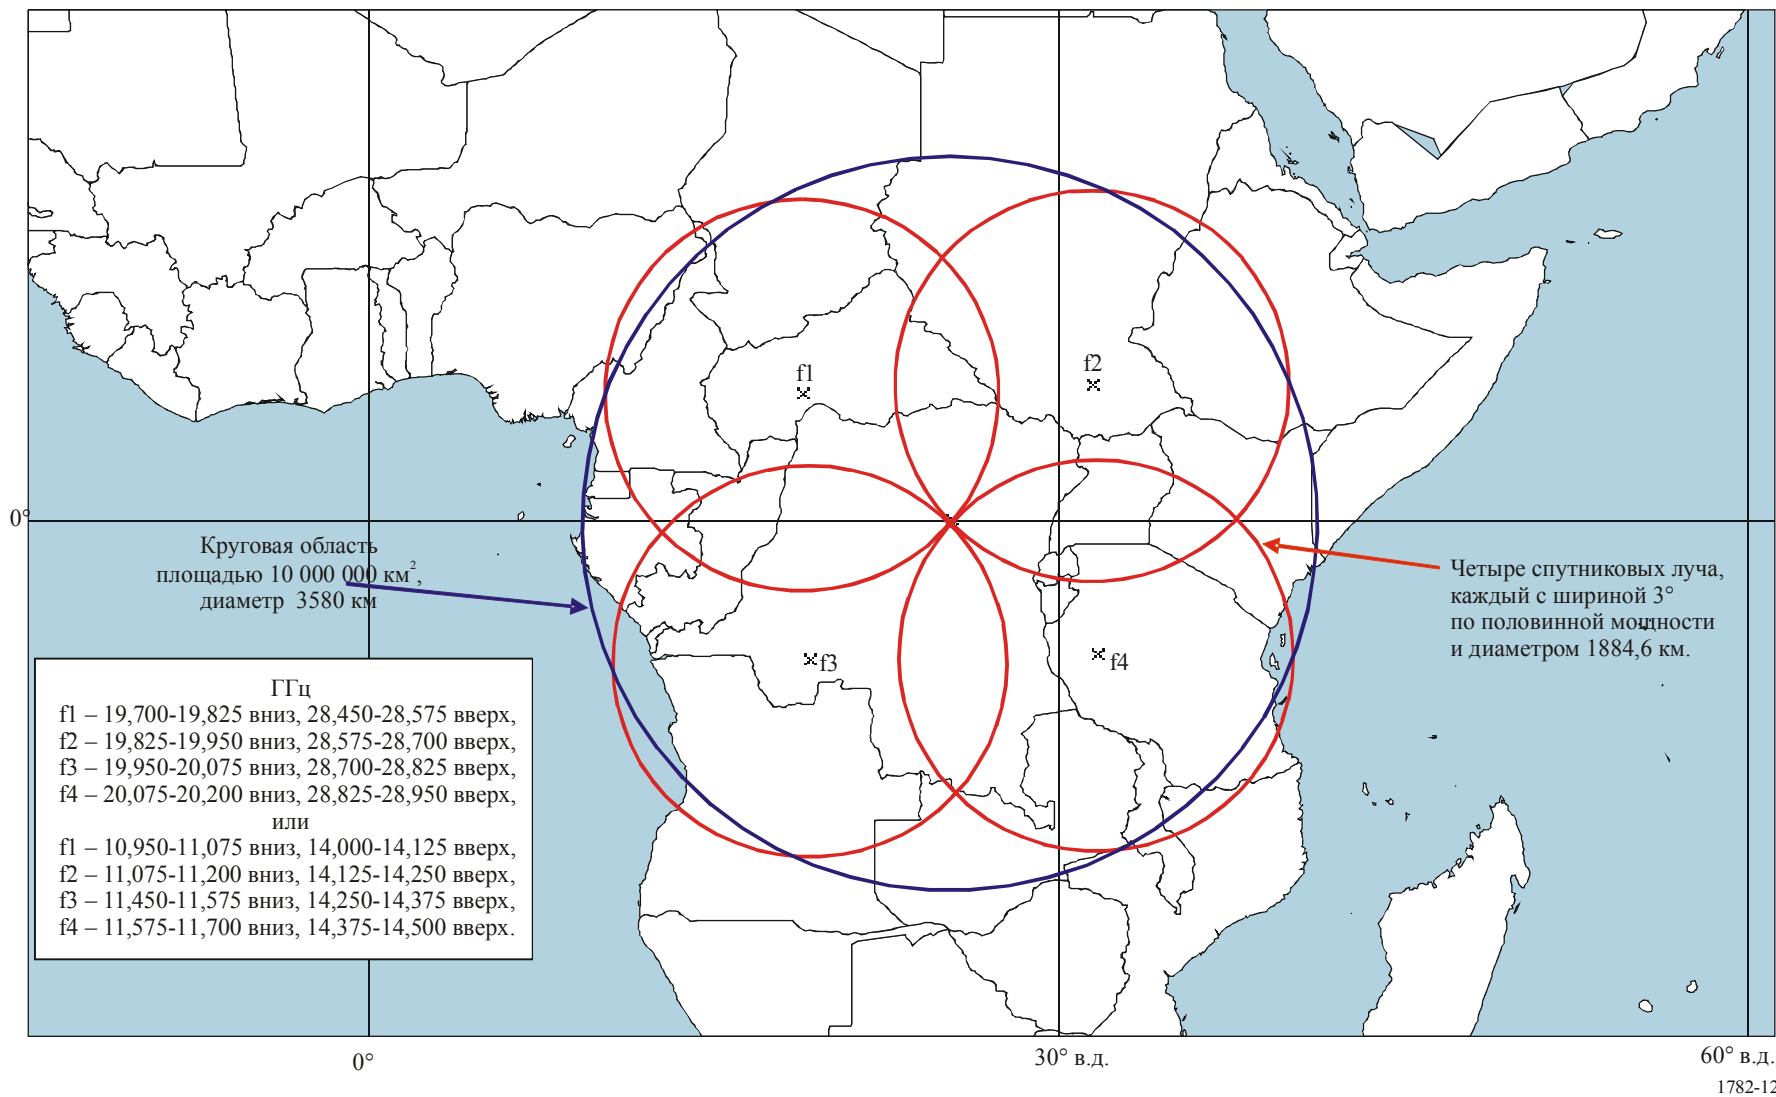 f1
f2
0°
Круговая область
площадью 10 000 000 км²,
диаметр 3580 км
Четыре спутниковых луча,
каждый с шириной 3°
по половинной мощности
и диаметром 1884,6 км.
f3
f4
ГГц
f1 – 19,700-19,825 вниз, 28,450-28,575 вверх,
f2 – 19,825-19,950 вниз, 28,575-28,700 вверх,
f3 – 19,950-20,075 вниз, 28,700-28,825 вверх,
f4 – 20,075-20,200 вниз, 28,825-28,950 вверх,
или
f1 – 10,950-11,075 вниз, 14,000-14,125 вверх,
f2 – 11,075-11,200 вниз, 14,125-14,250 вверх,
f3 – 11,450-11,575 вниз, 14,250-14,375 вверх,
f4 – 11,575-11,700 вниз, 14,375-14,500 вверх.
0°
30° в.д.
60° в.д.
1782-12